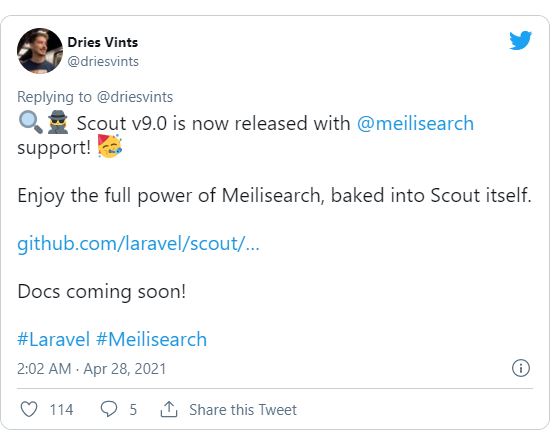 Dries Vints
@driesvints
Replying to @driesvints
🔍🕵️ Scout v9.0 is now released with @meilisearch
support! 🥳
Enjoy the full power of Meilisearch, baked into Scout itself.
github.com/laravel/scout/...
Docs coming soon!
#Laravel #Meilisearch
2:02 AM · Apr 28, 2021
114 5 Share this Tweet